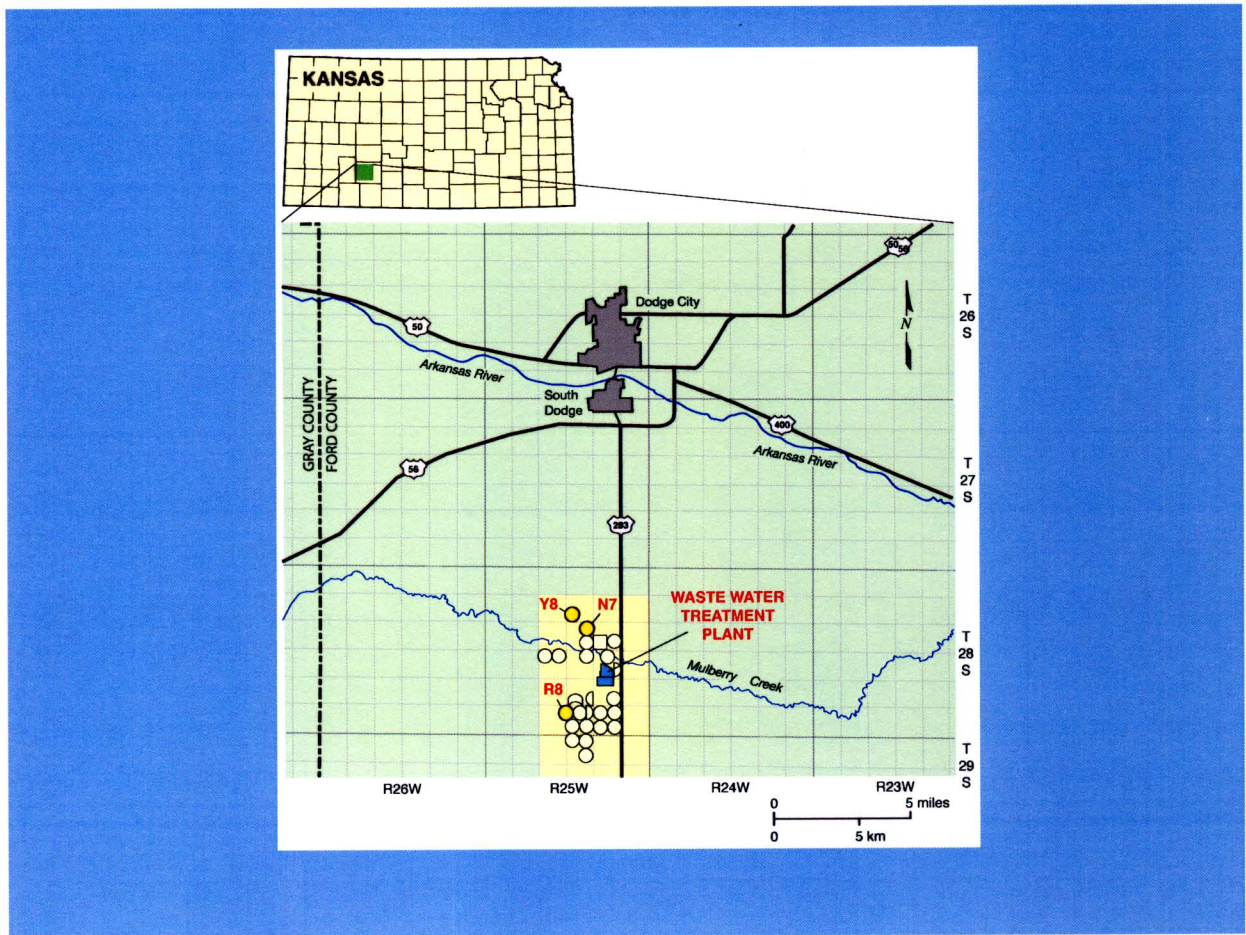 KANSAS
50 56
Dodge City
T
26
S
N
50
Arkansas River
South
Dodge
GRAY COUNTY
FORD COUNTY
400
Arkansas River
56
T
27
S
283
Y8
N7
WASTE WATER
TREATMENT
PLANT
T
28
S
Mulberry Creek
R8
T
29
S
R26W
R25W
R24W
R23W
0
5 miles
0
5 km